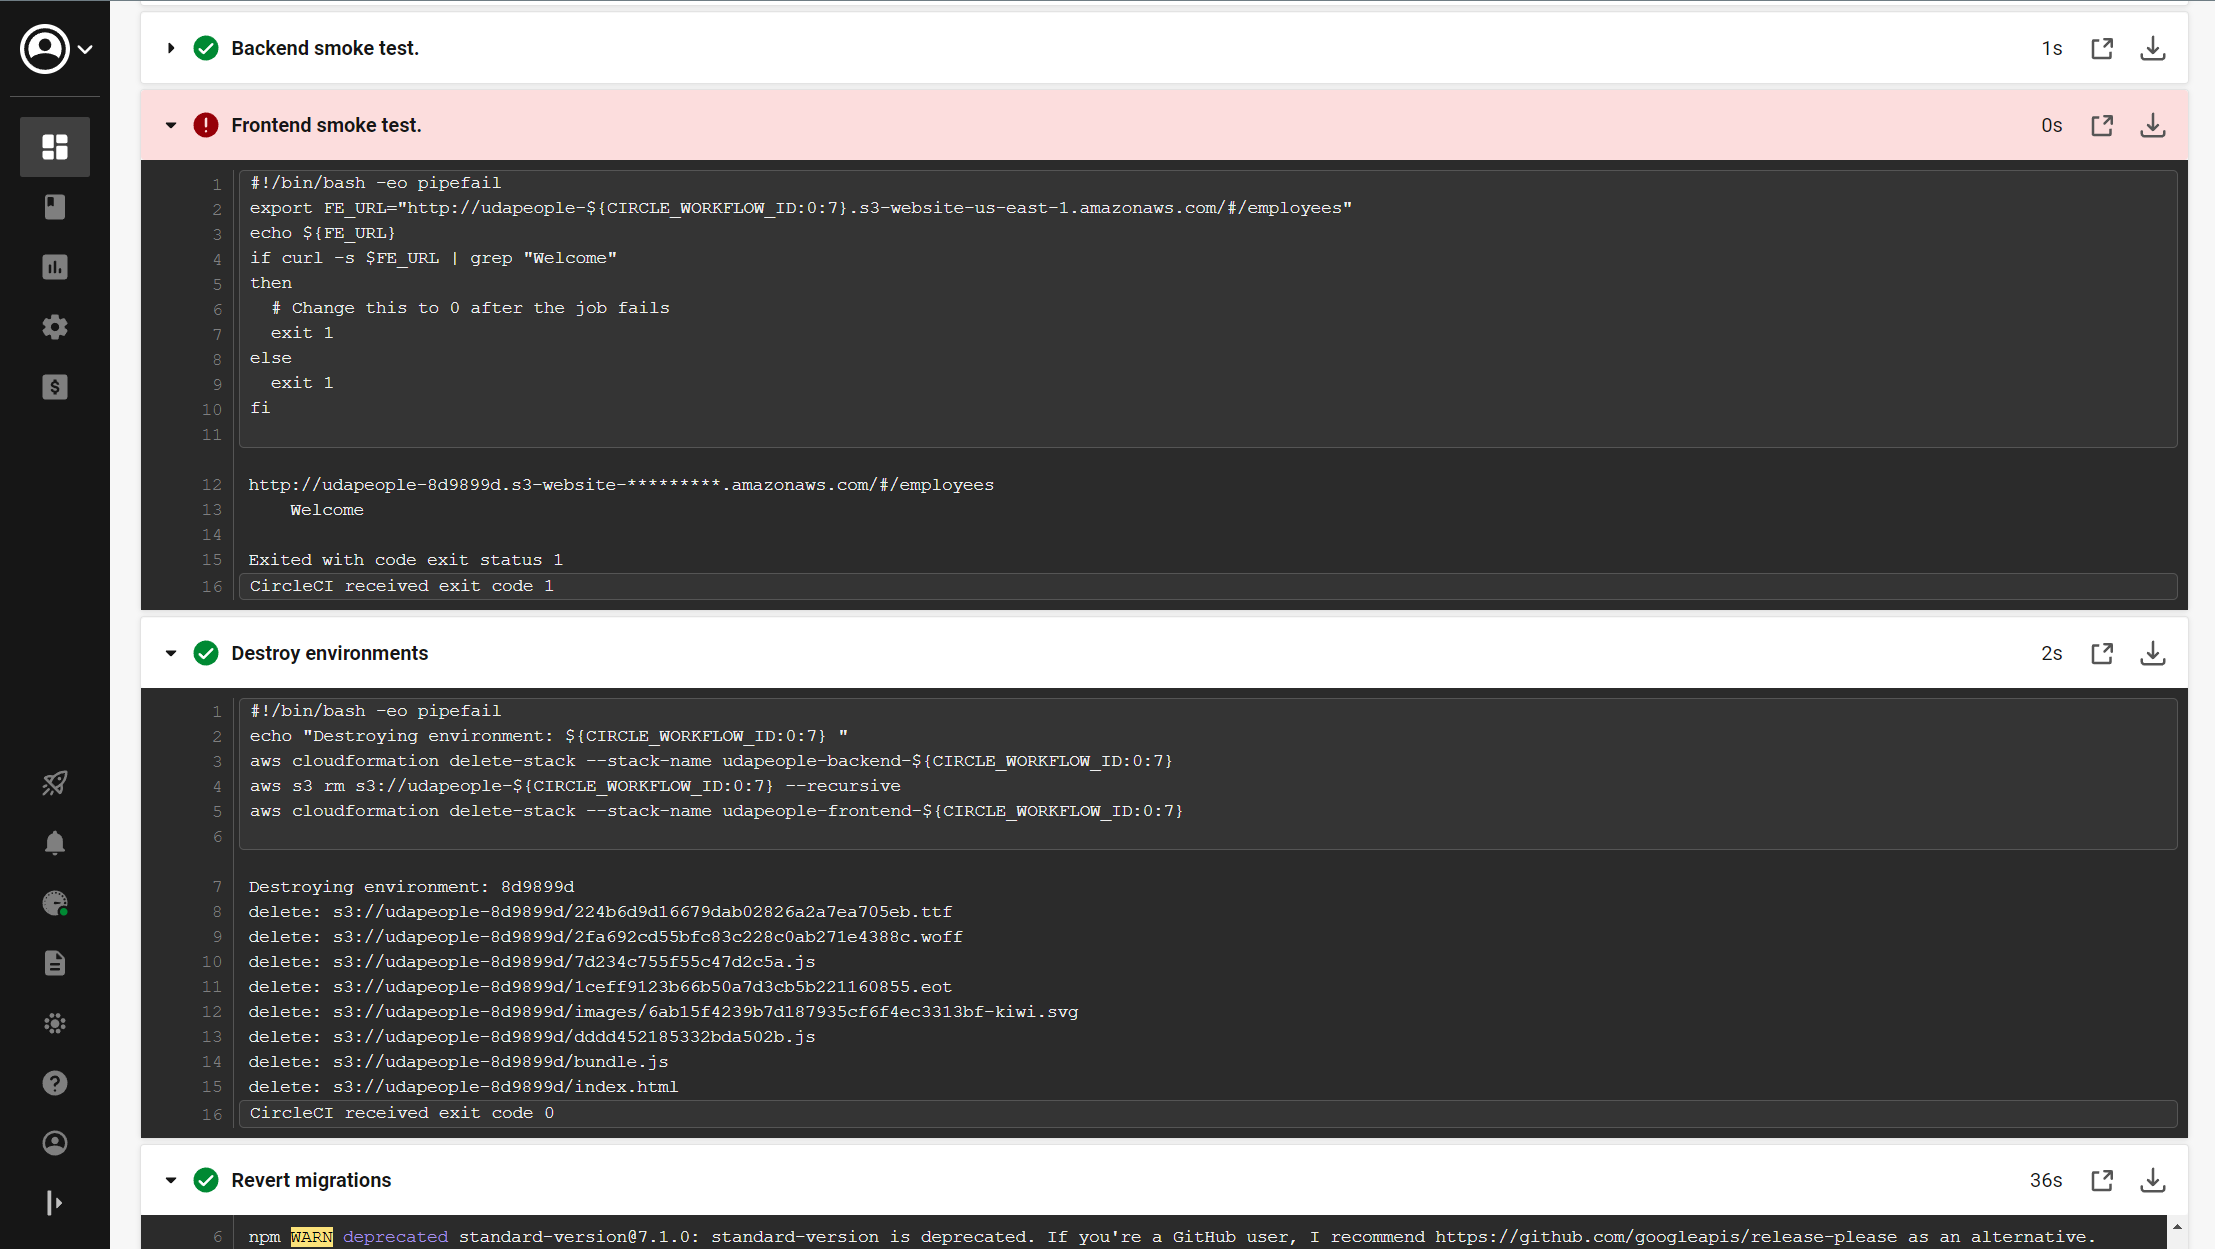 Backend smoke test.
1s
Frontend smoke test.
0s
1 #!/bin/bash -eo pipefail
2 export FE_URL="http://udapeople-${CIRCLE_WORKFLOW_ID:0:7}.s3-website-us-east-1.amazonaws.com/#/employees"
3 echo ${FE_URL}
4 if curl -s $FE_URL | grep "Welcome"
5 then
6   # Change this to 0 after the job fails
7   exit 1
8 else
9   exit 1
10 fi
11
12 http://udapeople-8d9899d.s3-website-*********.amazonaws.com/#/employees
13     Welcome
14
15 Exited with code exit status 1
16 CircleCI received exit code 1
Destroy environments
2s
1 #!/bin/bash -eo pipefail
2 echo "Destroying environment: ${CIRCLE_WORKFLOW_ID:0:7} "
3 aws cloudformation delete-stack --stack-name udapeople-backend-${CIRCLE_WORKFLOW_ID:0:7}
4 aws s3 rm s3://udapeople-${CIRCLE_WORKFLOW_ID:0:7} --recursive
5 aws cloudformation delete-stack --stack-name udapeople-frontend-${CIRCLE_WORKFLOW_ID:0:7}
6
7 Destroying environment: 8d9899d
8 delete: s3://udapeople-8d9899d/224b6d9d16679dab02826a2a7ea705eb.ttf
9 delete: s3://udapeople-8d9899d/2fa692cd55bfc83c228c0ab271e4388c.woff
10 delete: s3://udapeople-8d9899d/7d234c755f55c47d2c5a.js
11 delete: s3://udapeople-8d9899d/1ceff9123b66b50a7d3cb5b221160855.eot
12 delete: s3://udapeople-8d9899d/images/6ab15f4239b7d187935cf6f4ec3313bf-kiwi.svg
13 delete: s3://udapeople-8d9899d/dddd452185332bda502b.js
14 delete: s3://udapeople-8d9899d/bundle.js
15 delete: s3://udapeople-8d9899d/index.html
16 CircleCI received exit code 0
Revert migrations
36s
6 npm WARN deprecated standard-version@7.1.0: standard-version is deprecated. If you're a GitHub user, I recommend https://github.com/googleapis/release-please as an alternative.